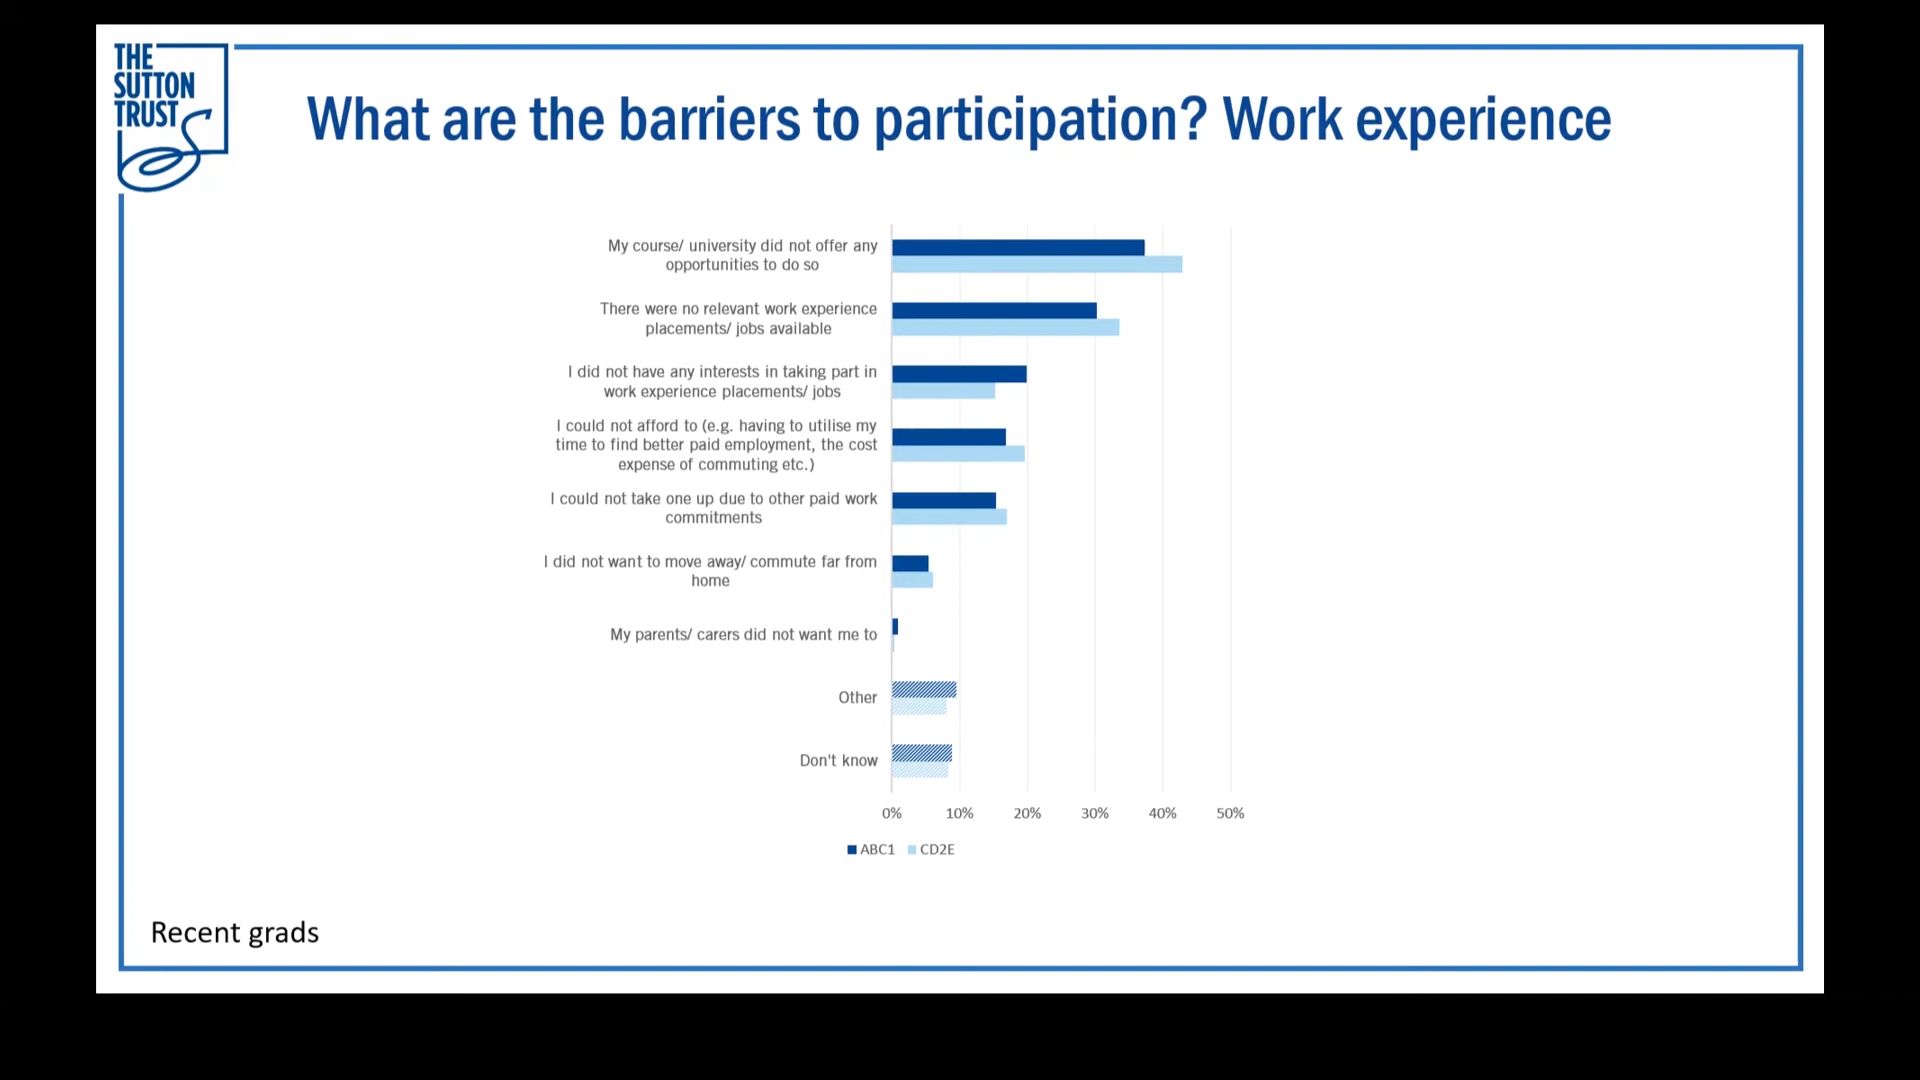 THE
SUTTON
TRUST
What are the barriers to participation? Work experience
My course/ university did not offer any
opportunities to do so
There were no relevant work experience
placements/ jobs available
I did not have any interests in taking part in
work experience placements/ jobs
I could not afford to (e.g. having to utilise my
time to find better paid employment, the cost
expense of commuting etc.)
I could not take one up due to other paid work
commitments
I did not want to move away/ commute far from
home
My parents/ carers did not want me to
Other
Don't know
0% 10% 20% 30% 40% 50%
ABC1 CD2E
Recent grads